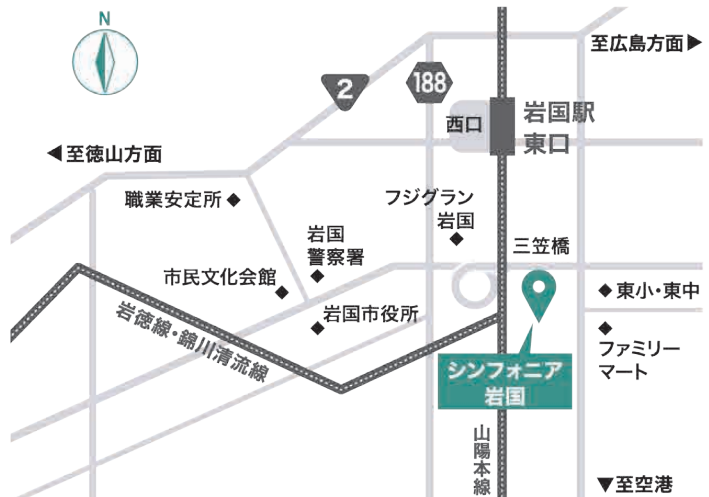 N
至広島方面▶
2
188
岩国駅
西口
東口
◀至徳山方面
職業安定所◆
フジグラン
岩国
◆
岩国
警察署
◆
三笠橋
市民文化会館
◆
◆東小・東中
岩国市役所
◆
岩徳線・錦川清流線
◆
ファミリー
マート
シンフォニア
岩国
山陽本線
▼至空港